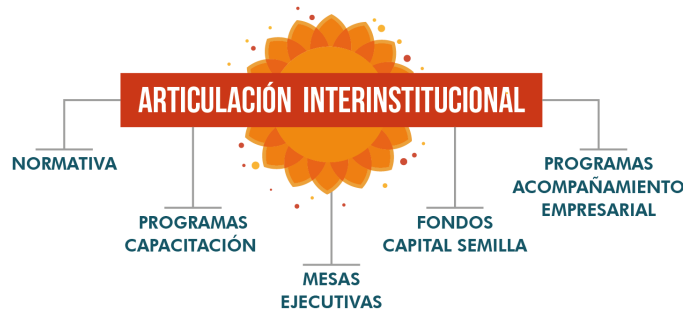 ARTICULACIÓN INTERINSTITUCIONAL
NORMATIVA
PROGRAMAS
CAPACITACIÓN
MESAS
EJECUTIVAS
FONDOS
CAPITAL SEMILLA
PROGRAMAS
ACOMPAÑAMIENTO
EMPRESARIAL